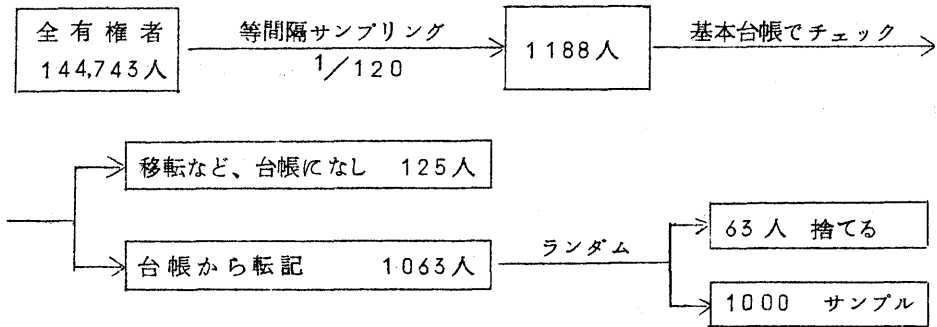 全有権者
144,743人
等間隔サンプリング
1/120
1188人
基本台帳でチェック
移転など、台帳になし 125人
台帳から転記 1063人
ランダム
63人 捨てる
1000 サンプル